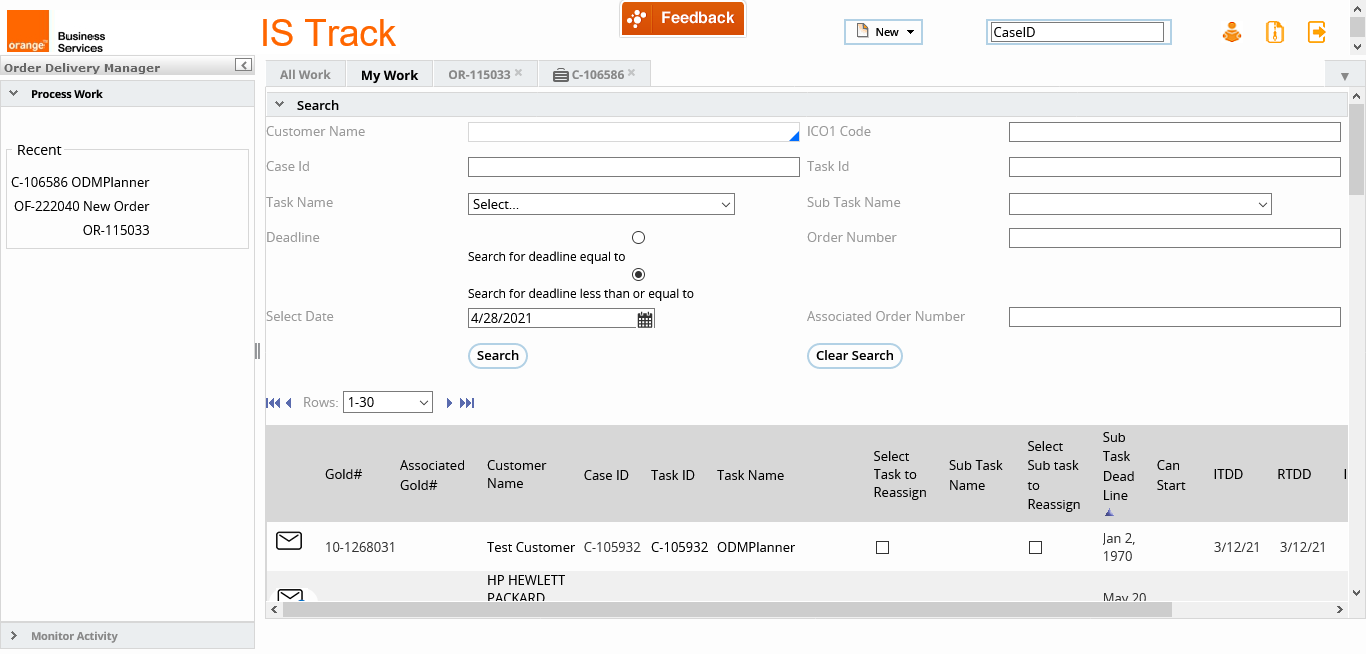 orange™
Business
Services
IS Track
Feedback
New
CaseID
Order Delivery Manager
Process Work
Recent
C-106586 ODMPlanner
OF-222040 New Order
OR-115033
Monitor Activity
All Work
My Work
OR-115033 ×
C-106586 ×
Search
Customer Name
ICO1 Code
Case Id
Task Id
Task Name
Select...
Sub Task Name
Deadline
Order Number
Search for deadline equal to
Search for deadline less than or equal to
Select Date
4/28/2021
Associated Order Number
Search
Clear Search
Rows: 1-30
Gold#
Associated
Gold#
Customer
Name
Case ID
Task ID
Task Name
Select
Task to
Reassign
Sub Task
Name
Select
Sub task
to
Reassign
Sub
Task
Dead
Line
Can
Start
ITDD
RTDD
10-1268031 Test Customer C-105932 C-105932 ODMPlanner
Jan 2,
1970
3/12/21 3/12/21
HP HEWLETT
PACKARD
May 20